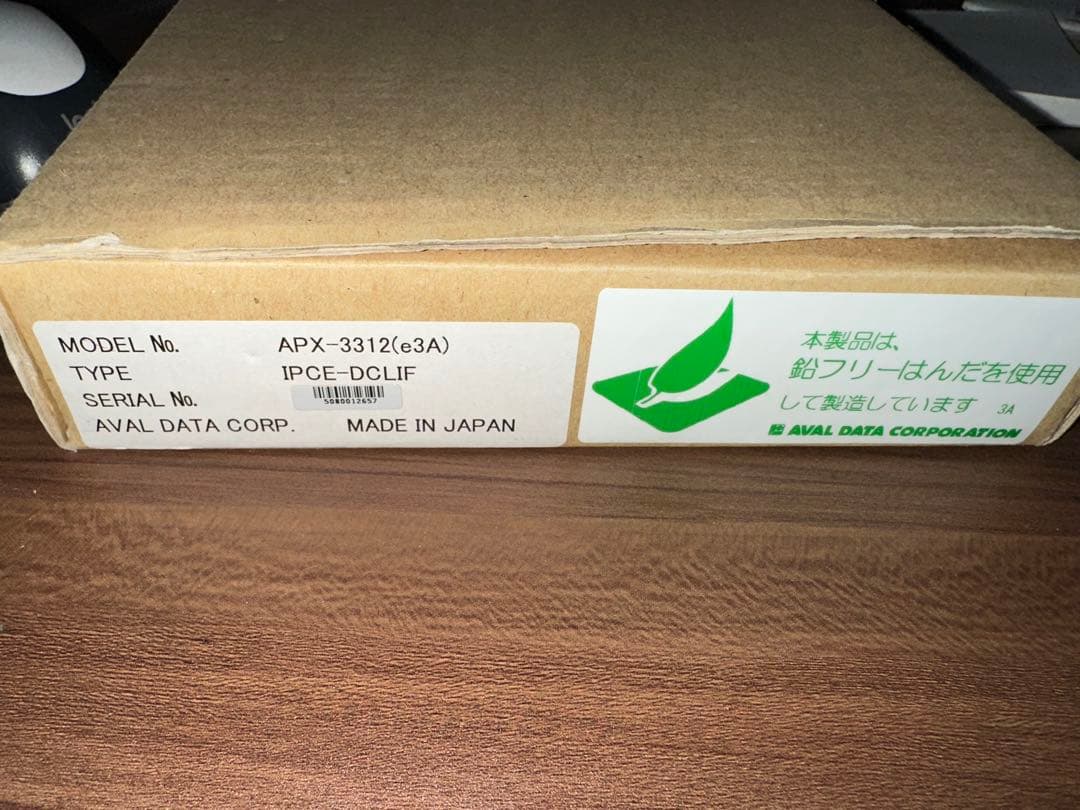 MODEL No. APX-3312(e3A)
TYPE IPCE-DCLIF
SERIAL No.
AVAL DATA CORP. MADE IN JAPAN
本製品は、
鉛フリーはんだを使用
して製造しています 3A
AVAL DATA CORPORATION